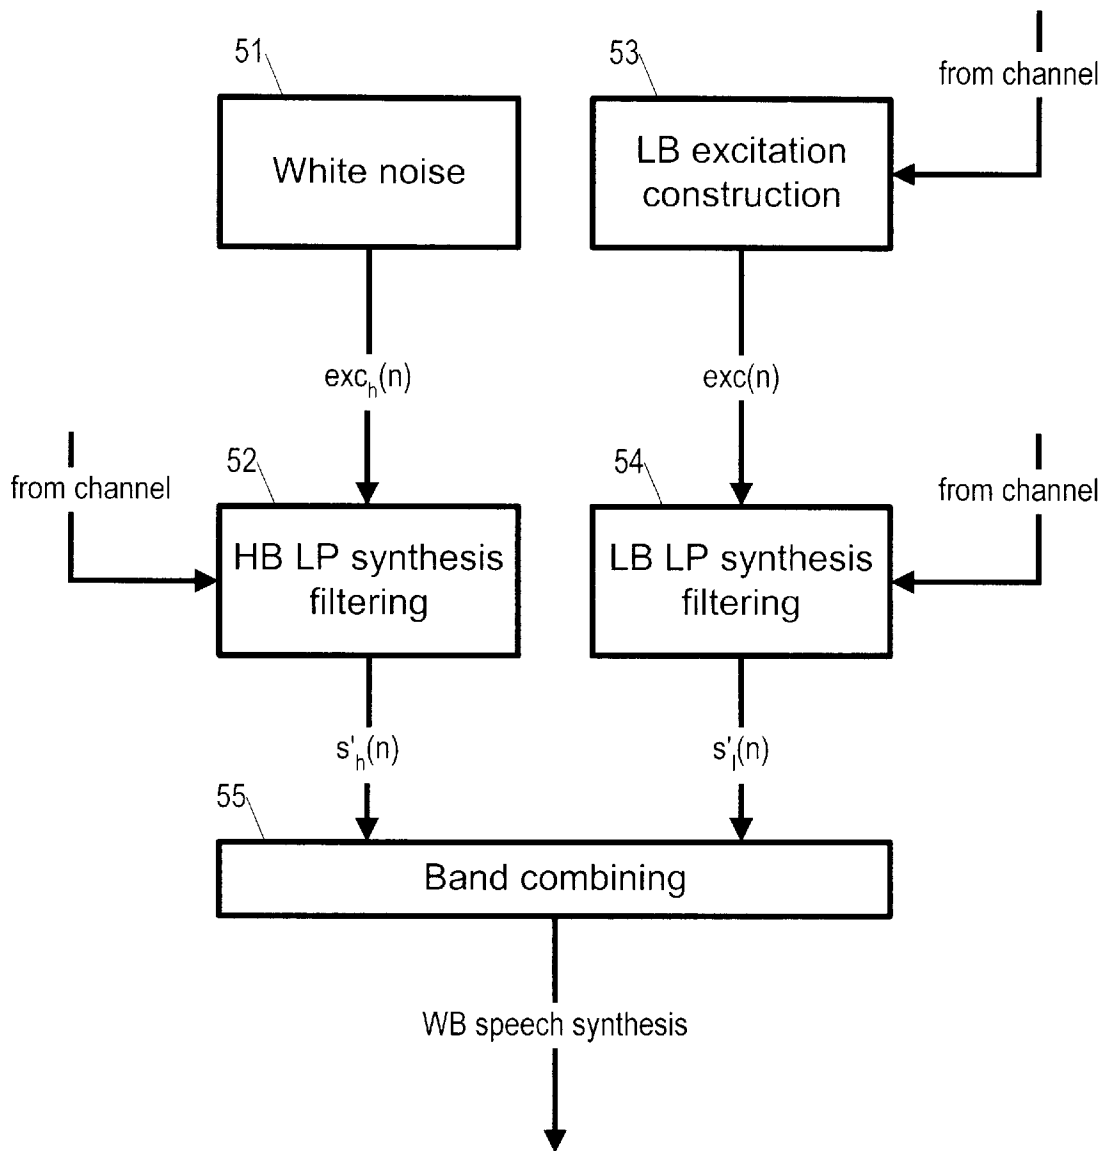 51
53
from channel
White noise
LB excitation
construction
exc_h(n)
exc(n)
52
54
from channel
from channel
HB LP synthesis
filtering
LB LP synthesis
filtering
s'_h(n)
s'_l(n)
55
Band combining
WB speech synthesis